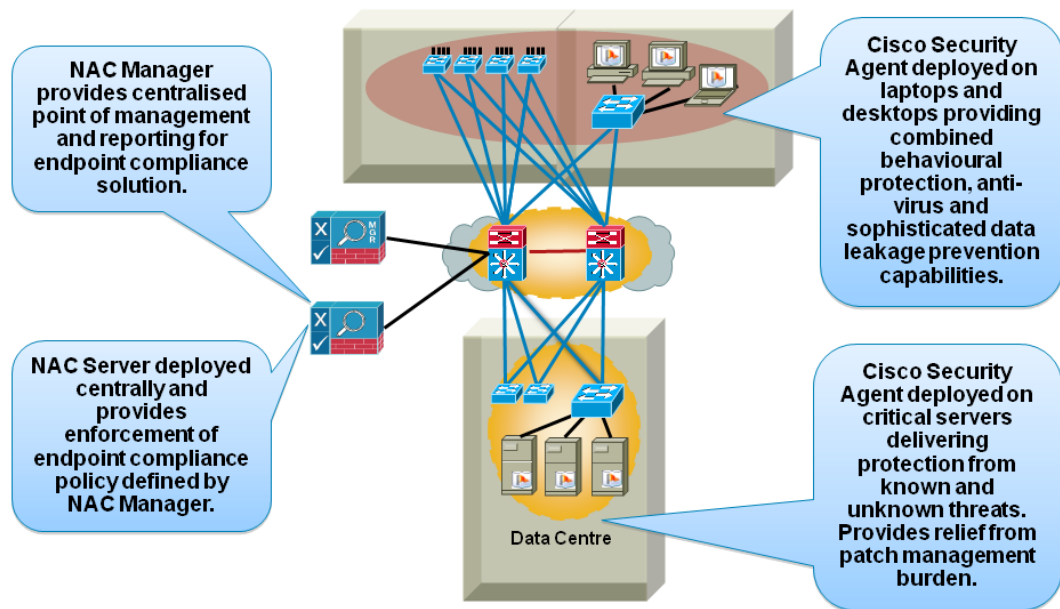 NAC Manager
provides centralised
point of management
and reporting for
endpoint compliance
solution.
Cisco Security
Agent deployed on
laptops and
desktops providing
combined
behavioural
protection, anti-
virus and
sophisticated data
leakage prevention
capabilities.
MGR
NAC Server deployed
centrally and
provides
enforcement of
endpoint compliance
policy defined by
NAC Manager.
Data Centre
Cisco Security
Agent deployed on
critical servers
delivering
protection from
known and
unknown threats.
Provides relief from
patch management
burden.